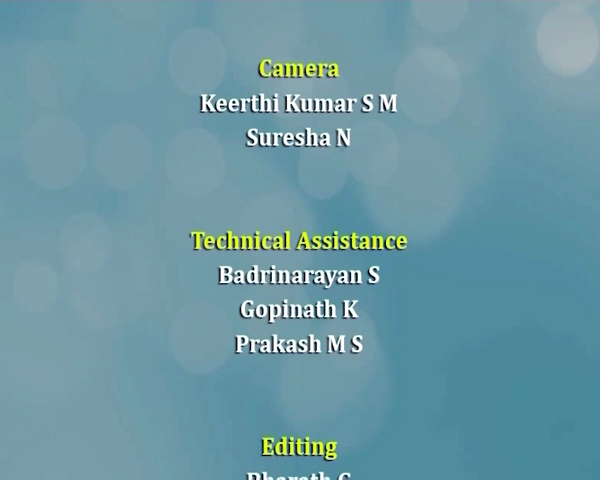 Camera
Keerthi Kumar S M
Suresha N
Technical Assistance
Badrinarayan S
Gopinath K
Prakash M S
Editing